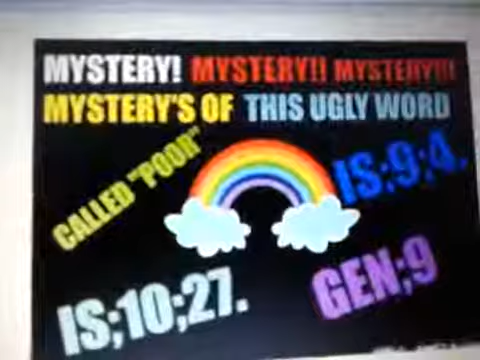 MYSTERY! MYSTERY!! MYSTERY!!!
MYSTERY'S OF THIS UGLY WORD
CALLED "POOR"
IS;9;4.
IS;10;27.
GEN;9